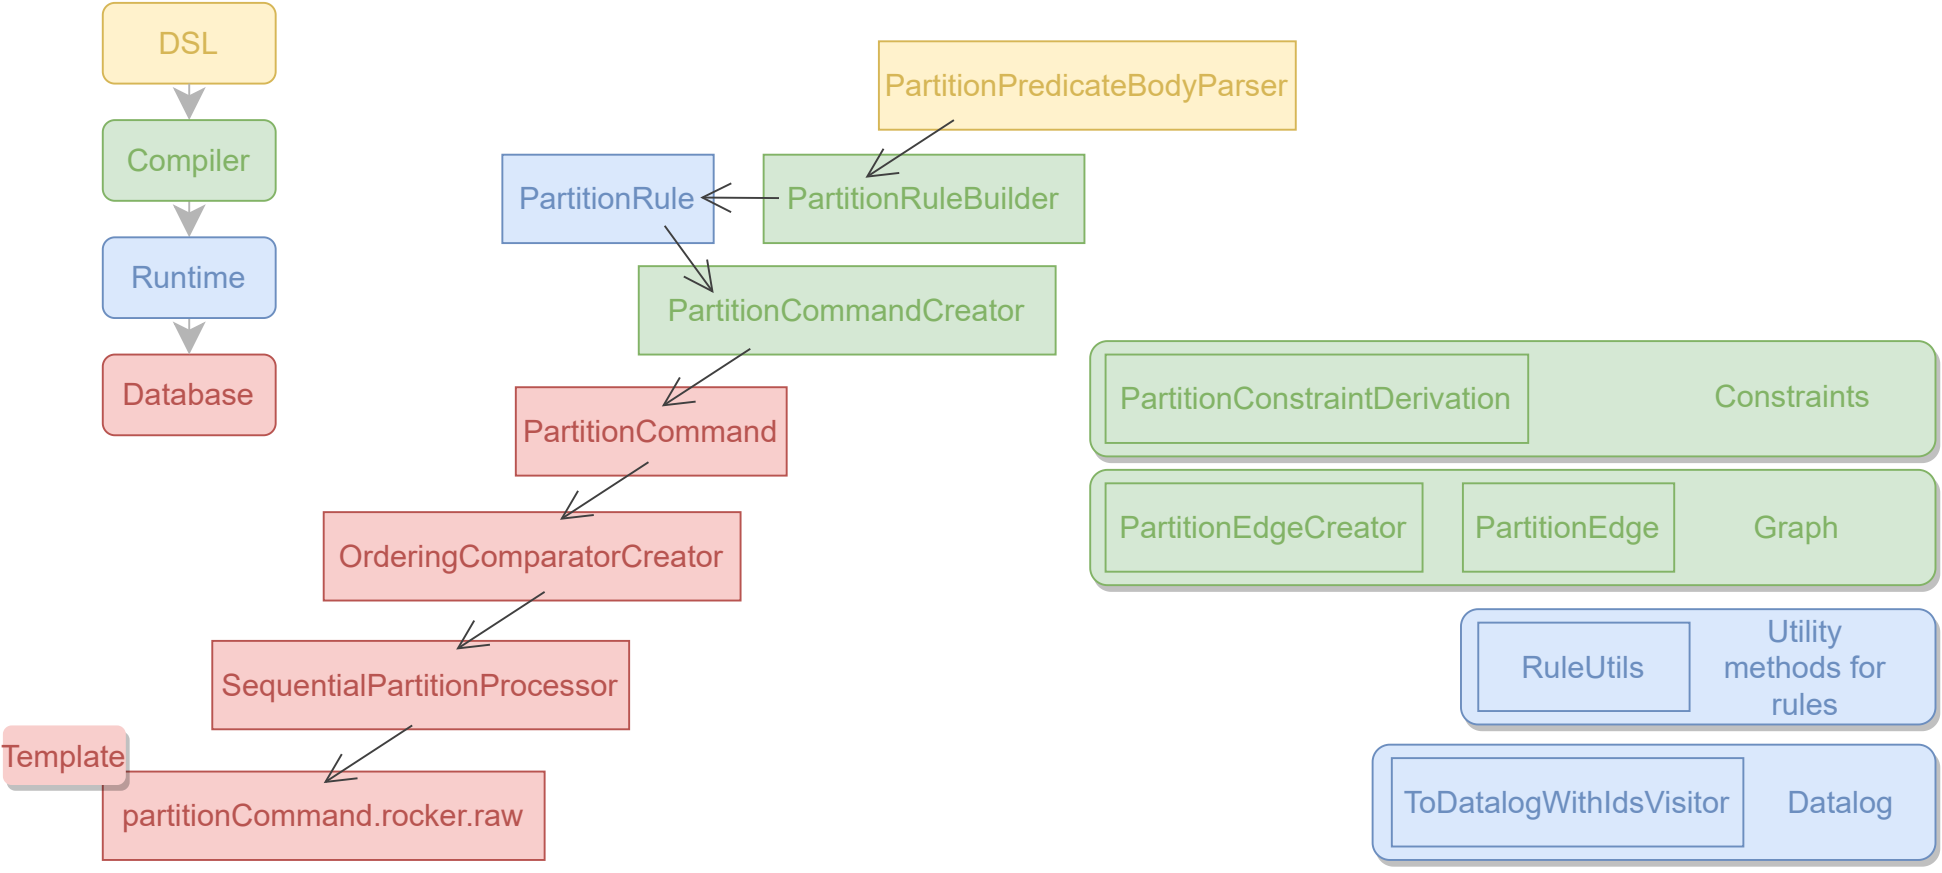 DSL
Compiler
Runtime
Database
PartitionPredicateBodyParser
PartitionRule
PartitionRuleBuilder
PartitionCommandCreator
PartitionCommand
OrderingComparatorCreator
SequentialPartitionProcessor
Template
partitionCommand.rocker.raw
PartitionConstraintDerivation
Constraints
PartitionEdgeCreator
PartitionEdge
Graph
RuleUtils
Utility
methods for
rules
ToDatalogWithIdsVisitor
Datalog